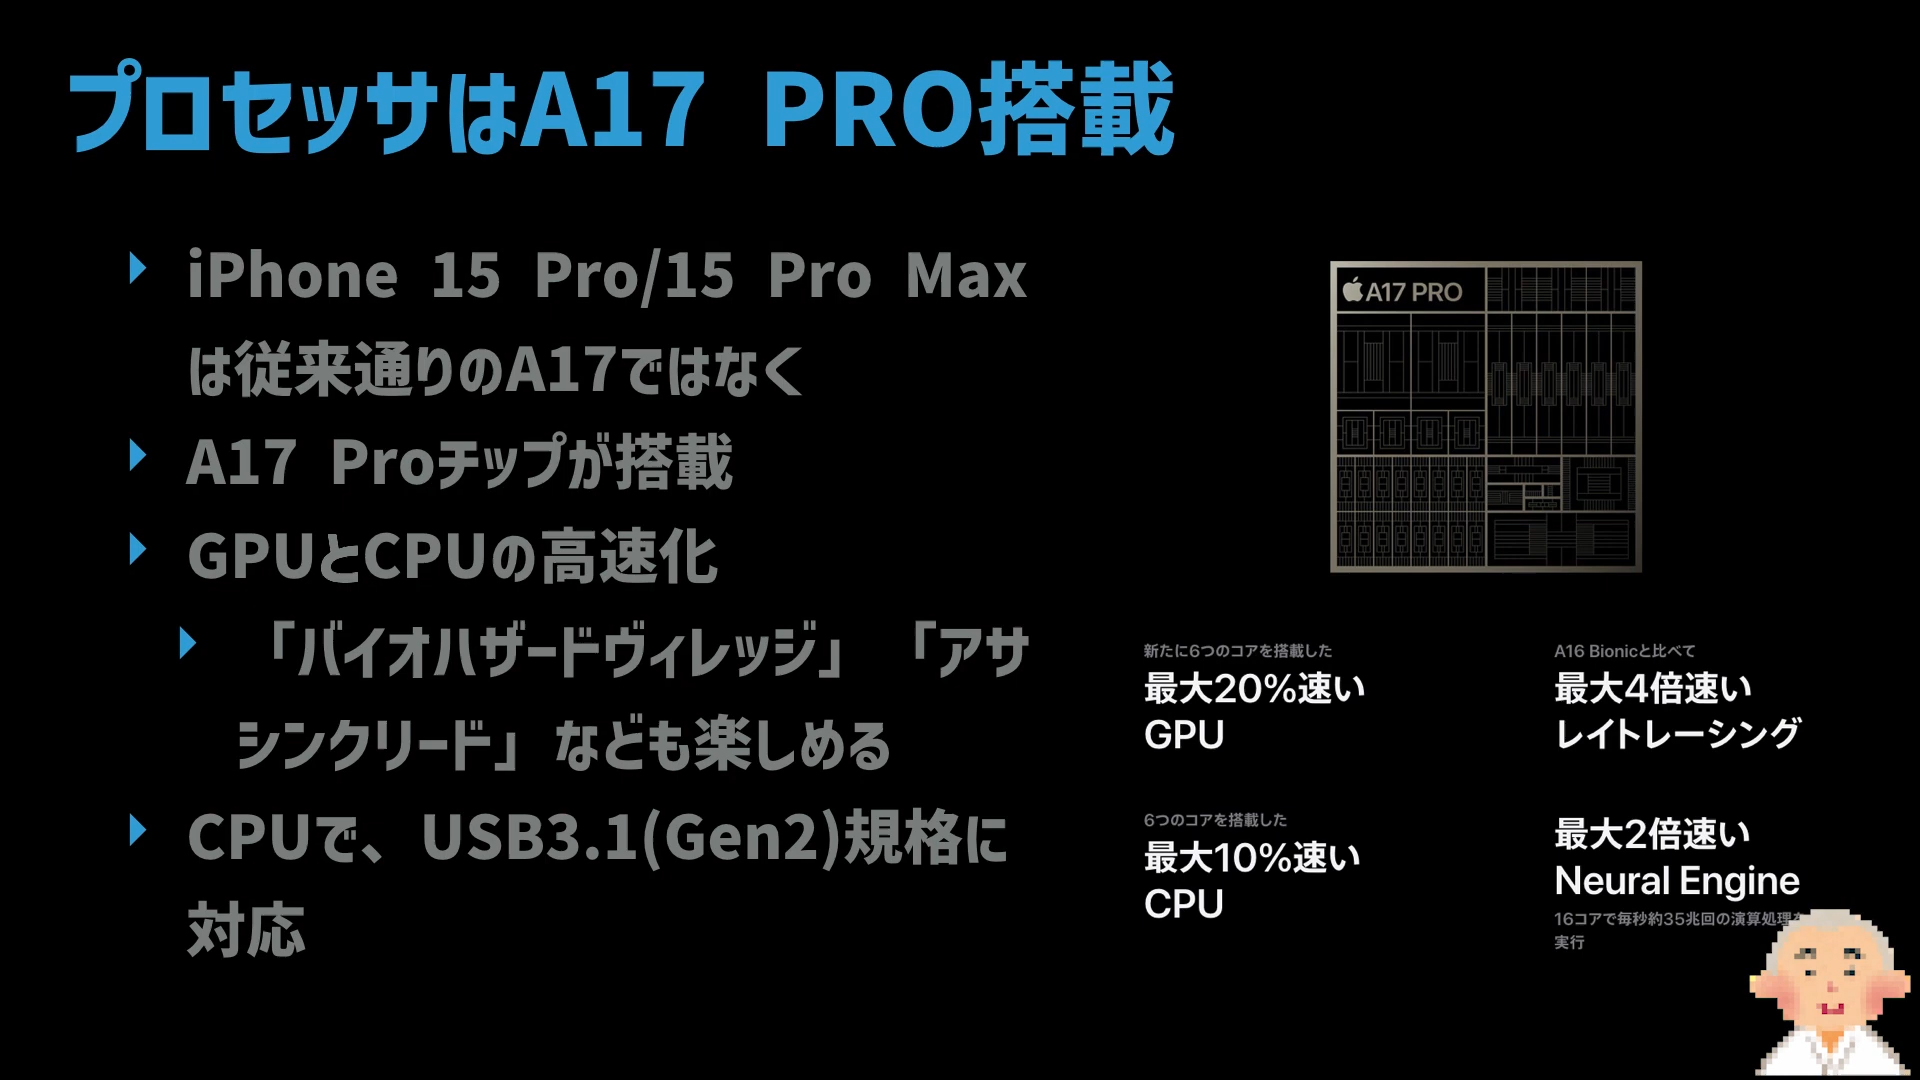 プロセッサはA17 PRO搭載
iPhone 15 Pro/15 Pro Max
は従来通りのA17ではなく
A17 Proチップが搭載
GPUとCPUの高速化
「バイオハザードヴィレッジ」「アサ
シンクリード」なども楽しめる
CPUで、USB3.1(Gen2)規格に
対応
A17 PRO
新たに6つのコアを搭載した
最大20%速い
GPU
A16 Bionicと比べて
最大4倍速い
レイトレーシング
6つのコアを搭載した
最大10%速い
CPU
最大2倍速い
Neural Engine
16コアで毎秒約35兆回の演算処理を
実行